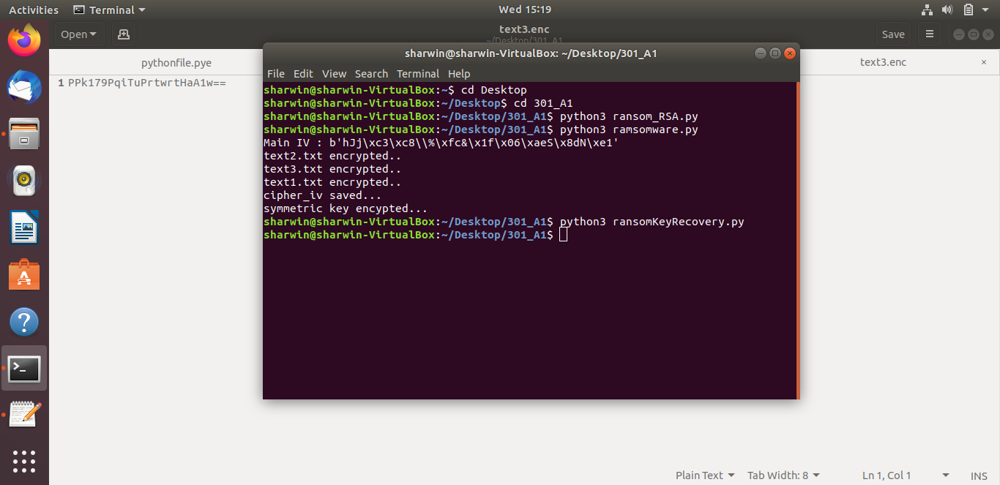 Activities Terminal Wed 15:19
Open text3.enc Save
~/Desktop/301_A1
pythonfile.pye text3.enc ×
1 PPk179PqiTuPrtwrtHaA1w==
sharwin@sharwin-VirtualBox: ~/Desktop/301_A1
File Edit View Search Terminal Help
sharwin@sharwin-VirtualBox:~$ cd Desktop
sharwin@sharwin-VirtualBox:~/Desktop$ cd 301_A1
sharwin@sharwin-VirtualBox:~/Desktop/301_A1$ python3 ransom_RSA.py
sharwin@sharwin-VirtualBox:~/Desktop/301_A1$ python3 ramsomware.py
Main IV : b'hJj\xc3\xc8\\%\xfc&\x1f\x06\xaeS\x8dN\xe1'
text2.txt encrypted..
text3.txt encrypted..
text1.txt encrypted..
cipher_iv saved...
symmetric key encypted...
sharwin@sharwin-VirtualBox:~/Desktop/301_A1$ python3 ransomKeyRecovery.py
sharwin@sharwin-VirtualBox:~/Desktop/301_A1$
Plain Text Tab Width: 8 Ln 1, Col 1 INS